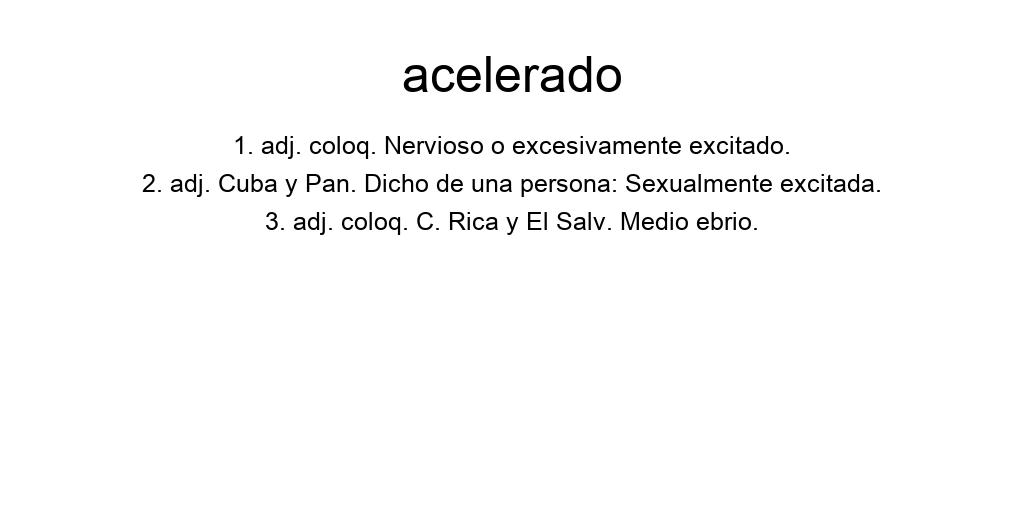 acelerado
1. adj. coloq. Nervioso o excesivamente excitado.
2. adj. Cuba y Pan. Dicho de una persona: Sexualmente excitada.
3. adj. coloq. C. Rica y El Salv. Medio ebrio.